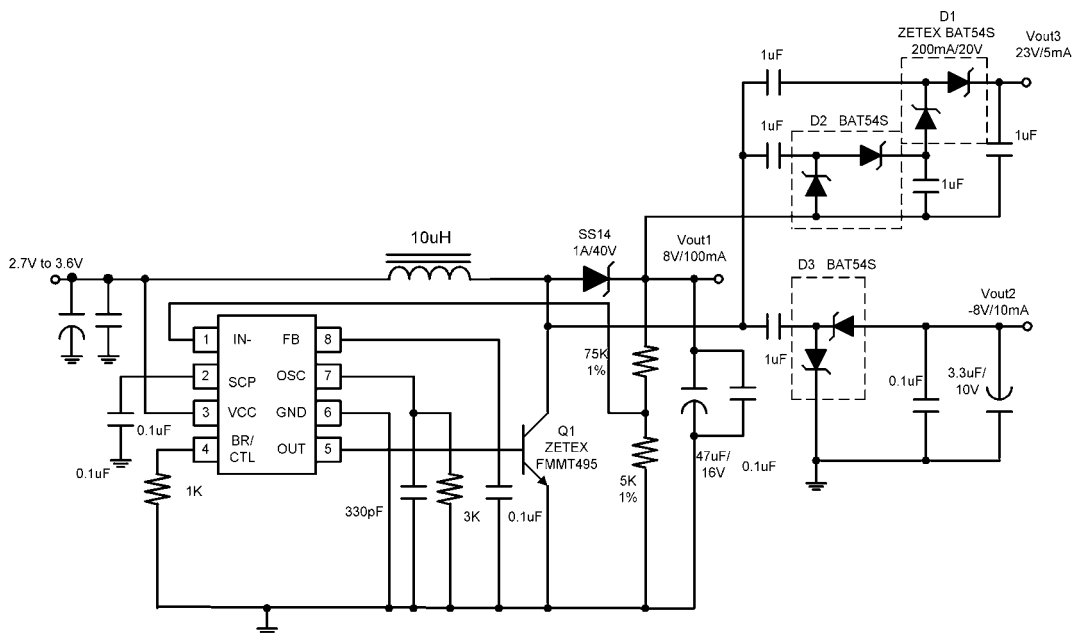 D1
ZETEX BAT54S
200mA/20V
Vout3
23V/5mA
1uF
1uF
D2 BAT54S
1uF
1uF
10uH
SS14
1A/40V
Vout1
8V/100mA
2.7V to 3.6V
D3 BAT54S
Vout2
-8V/10mA
1 IN- FB 8
2 SCP OSC 7
3 VCC GND 6
4 BR/
CTL OUT 5
75K
1%
1uF
0.1uF
3.3uF/
10V
0.1uF
0.1uF
Q1
ZETEX
FMMT495
47uF/
16V
0.1uF
5K
1%
1K
330pF
3K
0.1uF